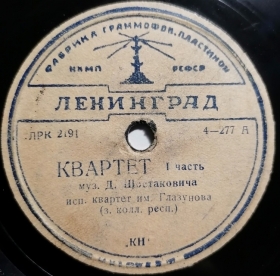 ФАБРИКА ГРАММОФОН. ПЛАСТИНОК
НКМП РСФСР
ЛЕНИНГРАД
ЛРК 2191
4—277 А
КВАРТЕТ I часть
муз. Д. Шостаковича
исп. квартет им. Глазунова
(з. колл. респ.)
„КН"